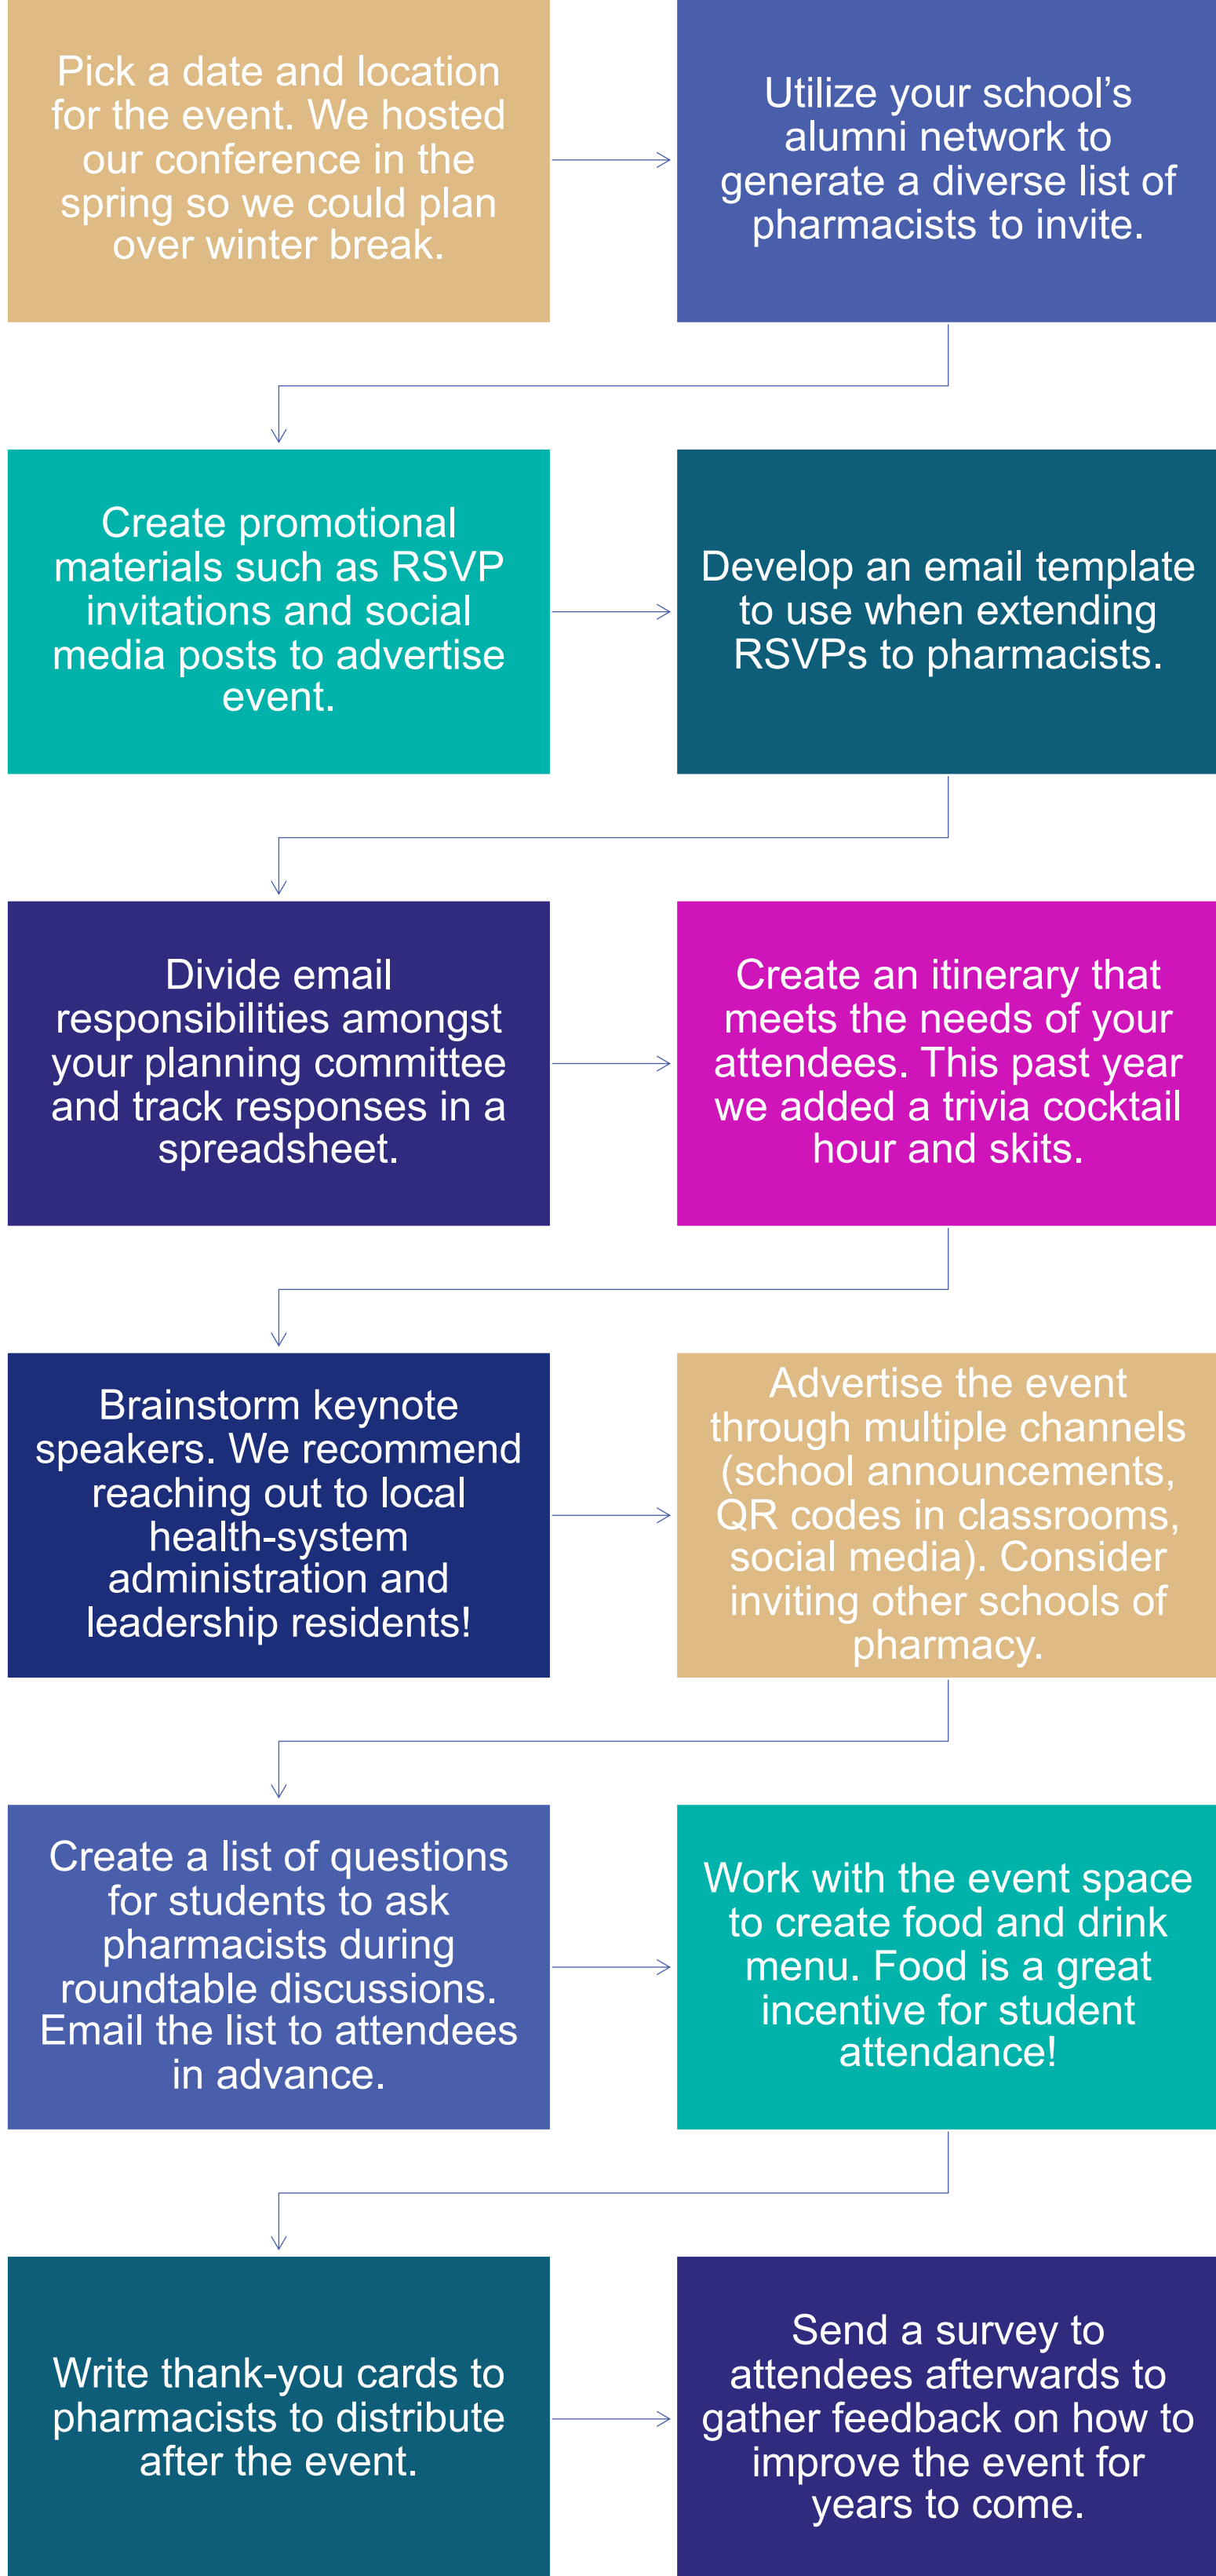 Pick a date and location
for the event. We hosted
our conference in the
spring so we could plan
over winter break.
Utilize your school’s
alumni network to
generate a diverse list of
pharmacists to invite.
Create promotional
materials such as RSVP
invitations and social
media posts to advertise
event.
Develop an email template
to use when extending
RSVPs to pharmacists.
Divide email
responsibilities amongst
your planning committee
and track responses in a
spreadsheet.
Create an itinerary that
meets the needs of your
attendees. This past year
we added a trivia cocktail
hour and skits.
Brainstorm keynote
speakers. We recommend
reaching out to local
health-system
administration and
leadership residents!
Advertise the event
through multiple channels
(school announcements,
QR codes in classrooms,
social media). Consider
inviting other schools of
pharmacy.
Create a list of questions
for students to ask
pharmacists during
roundtable discussions.
Email the list to attendees
in advance.
Work with the event space
to create food and drink
menu. Food is a great
incentive for student
attendance!
Write thank-you cards to
pharmacists to distribute
after the event.
Send a survey to
attendees afterwards to
gather feedback on how to
improve the event for
years to come.